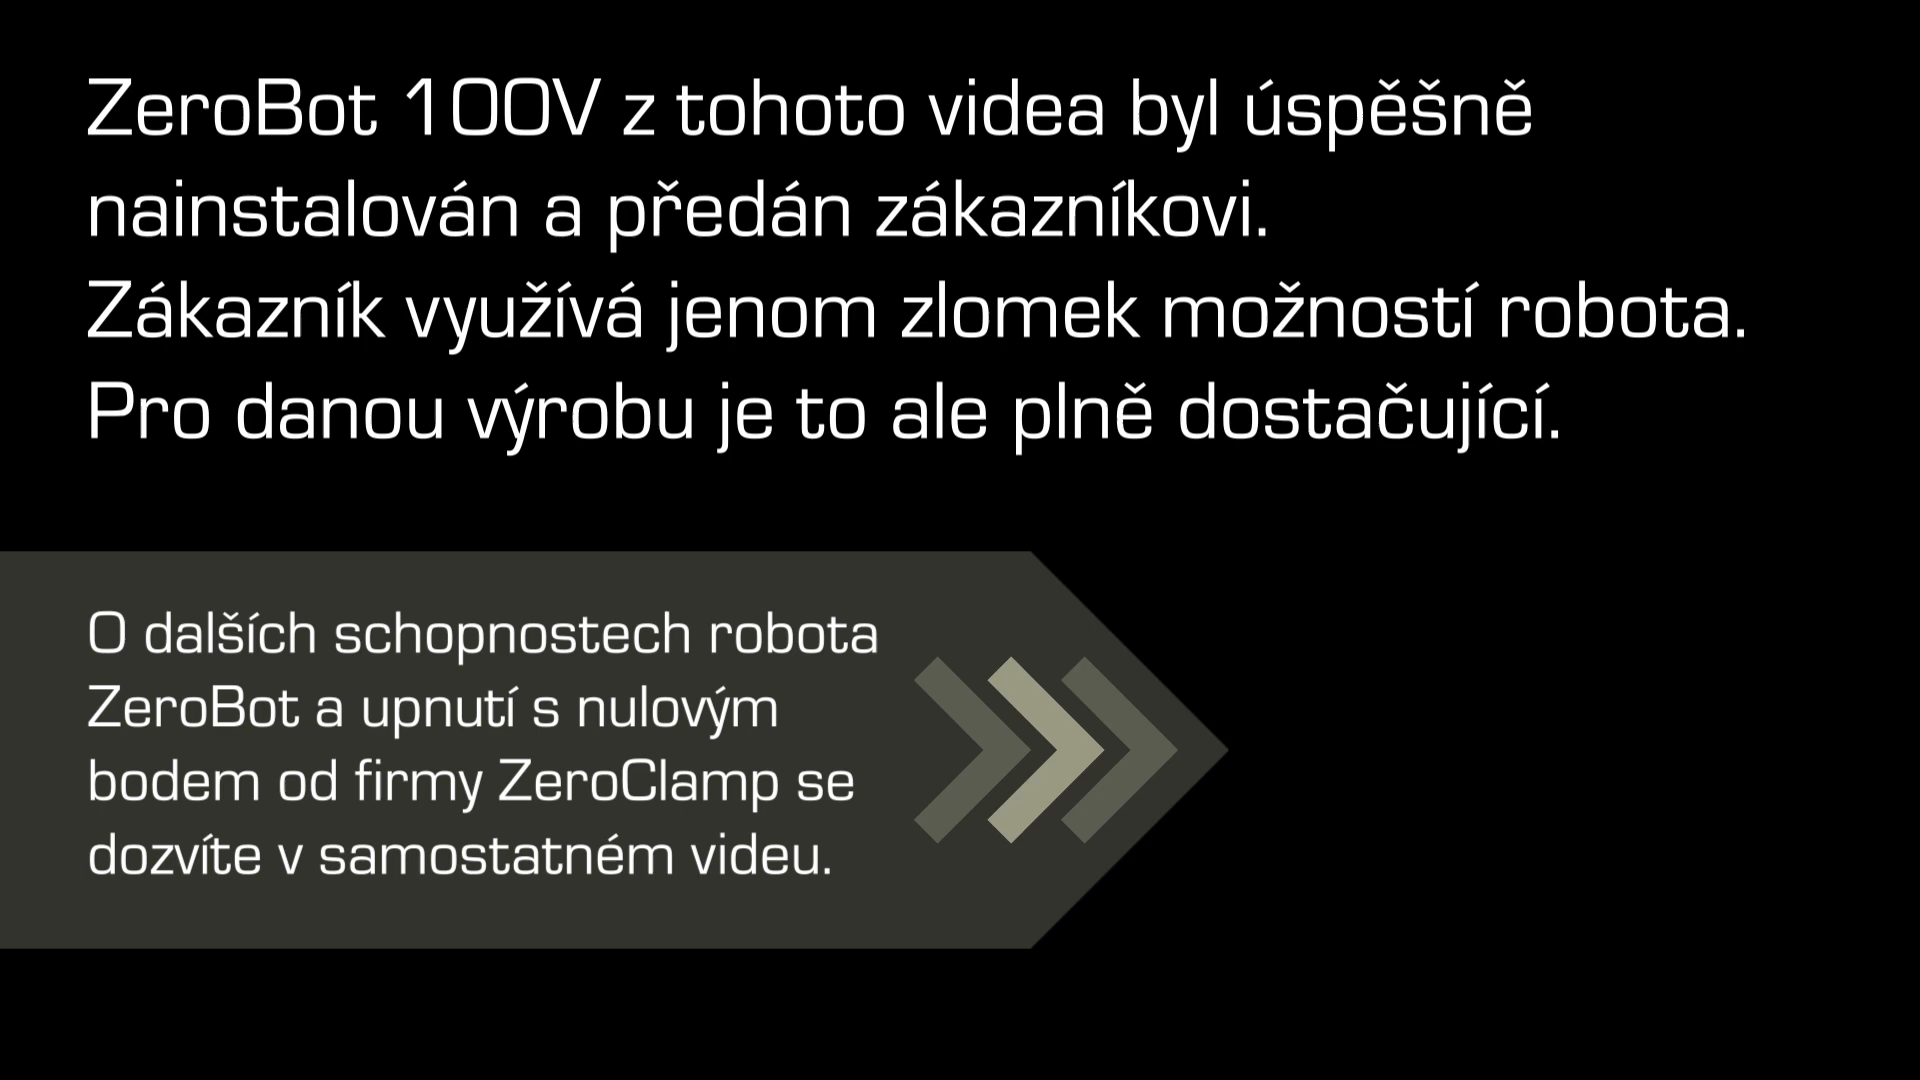 ZeroBot 100V z tohoto videa byl úspěšně
nainstalován a předán zákazníkovi.
Zákazník využívá jenom zlomek možností robota.
Pro danou výrobu je to ale plně dostačující.
O dalších schopnostech robota
ZeroBot a upnutí s nulovým
bodem od firmy ZeroClamp se
dozvíte v samostatném videu.